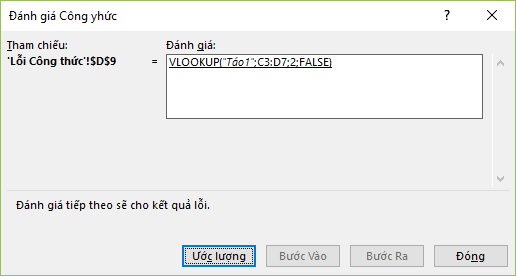 Đánh giá Công yhức
Tham chiếu:
Đánh giá:
'Lỗi Công thức'!$D$9 =
VLOOKUP("Táo1";C3:D7;2;FALSE)
Đánh giá tiếp theo sẽ cho kết quả lỗi.
Ước lượng
Bước Vào
Bước Ra
Đóng